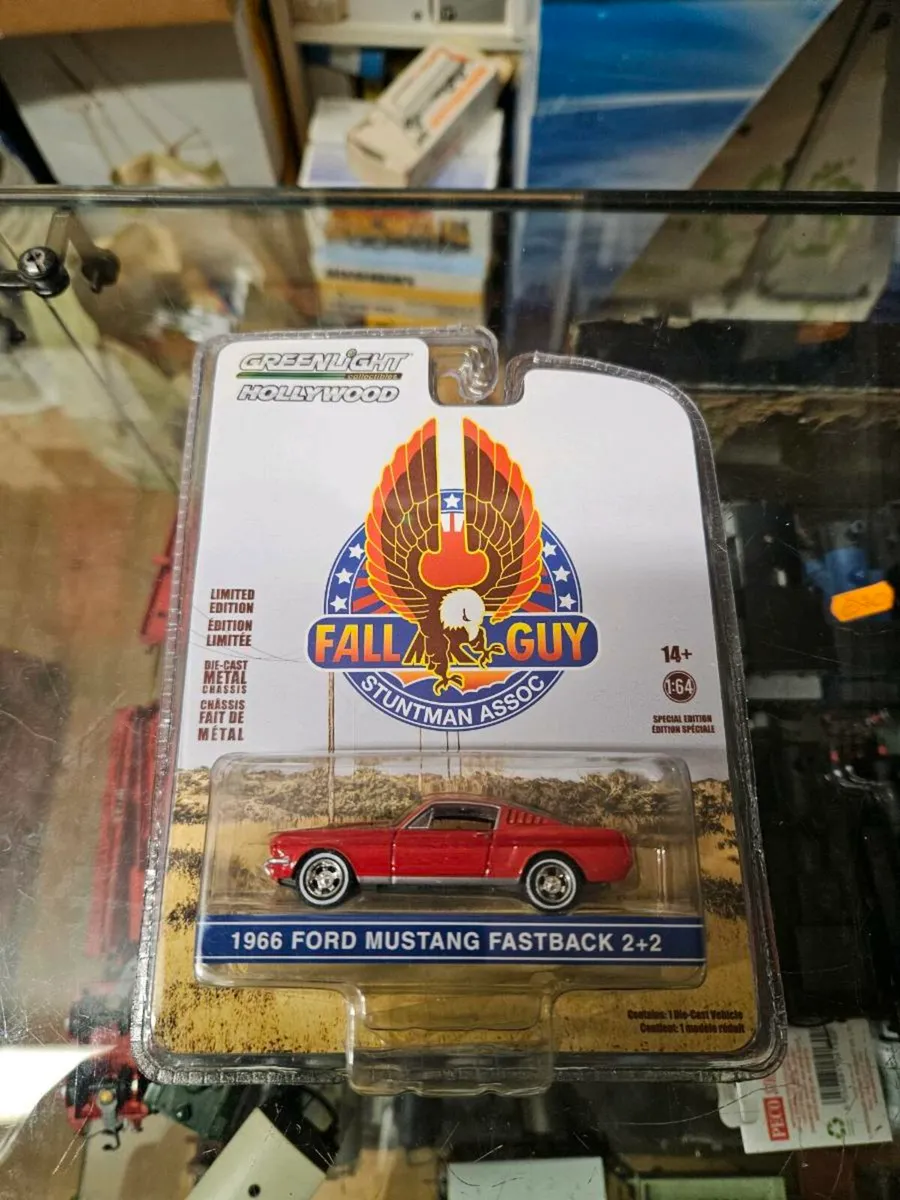 GREENLiGHT
collectibles
HOLLYWOOD
FALL GUY
STUNTMAN ASSOC
LIMITED
EDITION
ÉDITION
LIMITÉE
DIE-CAST
METAL
CHASSIS
CHÂSSIS
FAIT DE
MÉTAL
14+
1:64
SPECIAL EDITION
ÉDITION SPÉCIALE
1966 FORD MUSTANG FASTBACK 2+2
Contains: 1 Die-Cast Vehicle
Contient: 1 modèle réduit
PECO